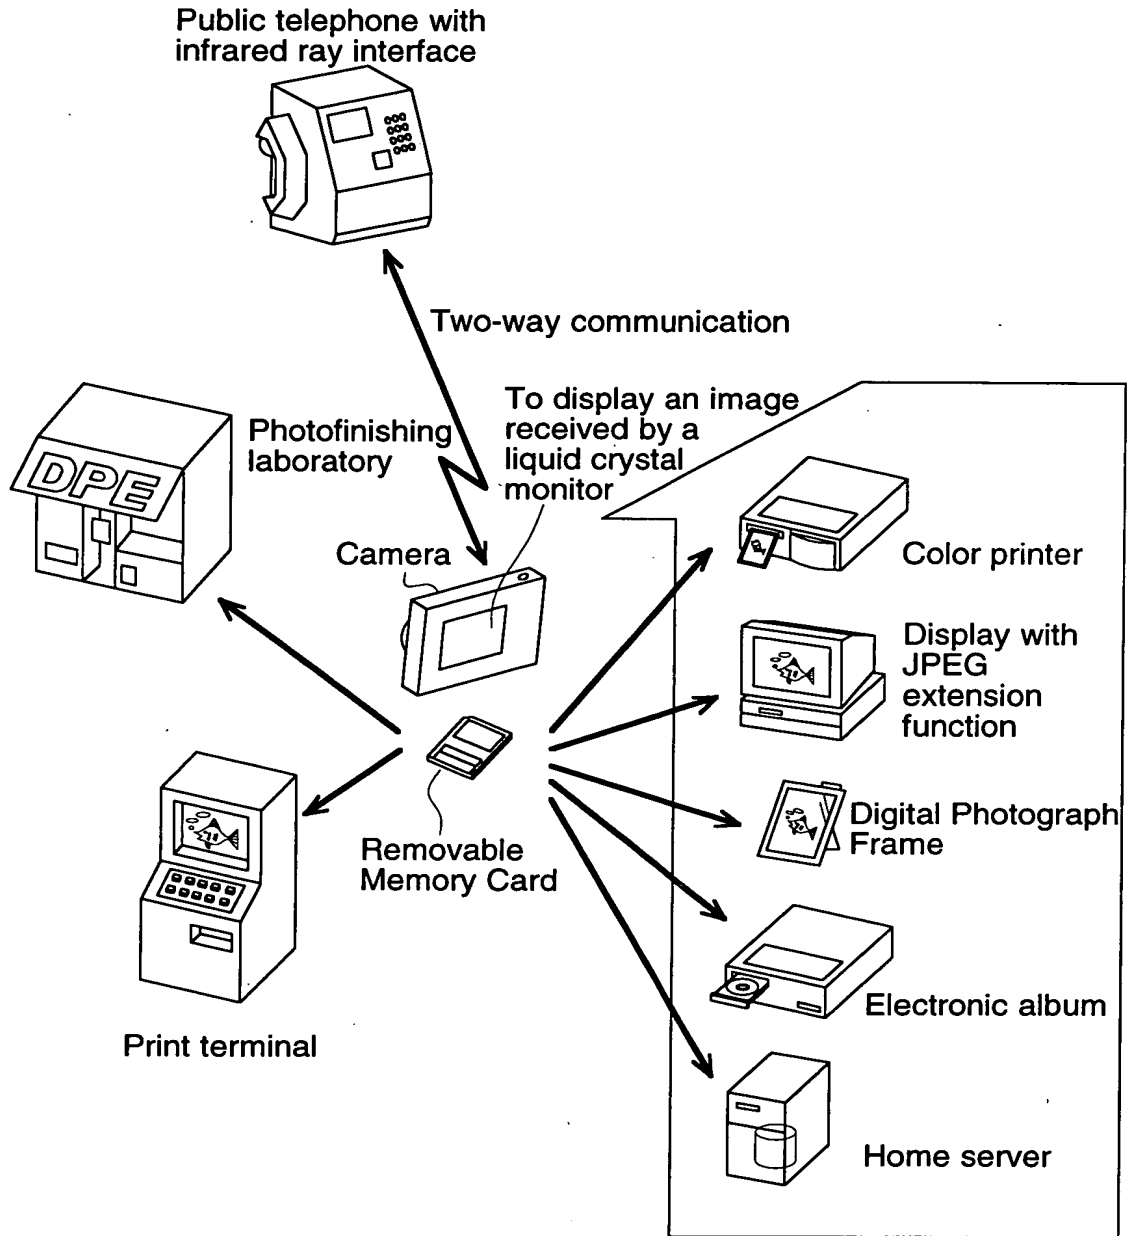 Public telephone with
infrared ray interface
Two-way communication
To display an image
received by a
liquid crystal
monitor
Photofinishing
laboratory
DPE
Camera
Color printer
Display with
JPEG
extension
function
Digital Photograph
Frame
Removable
Memory Card
Electronic album
Print terminal
Home server